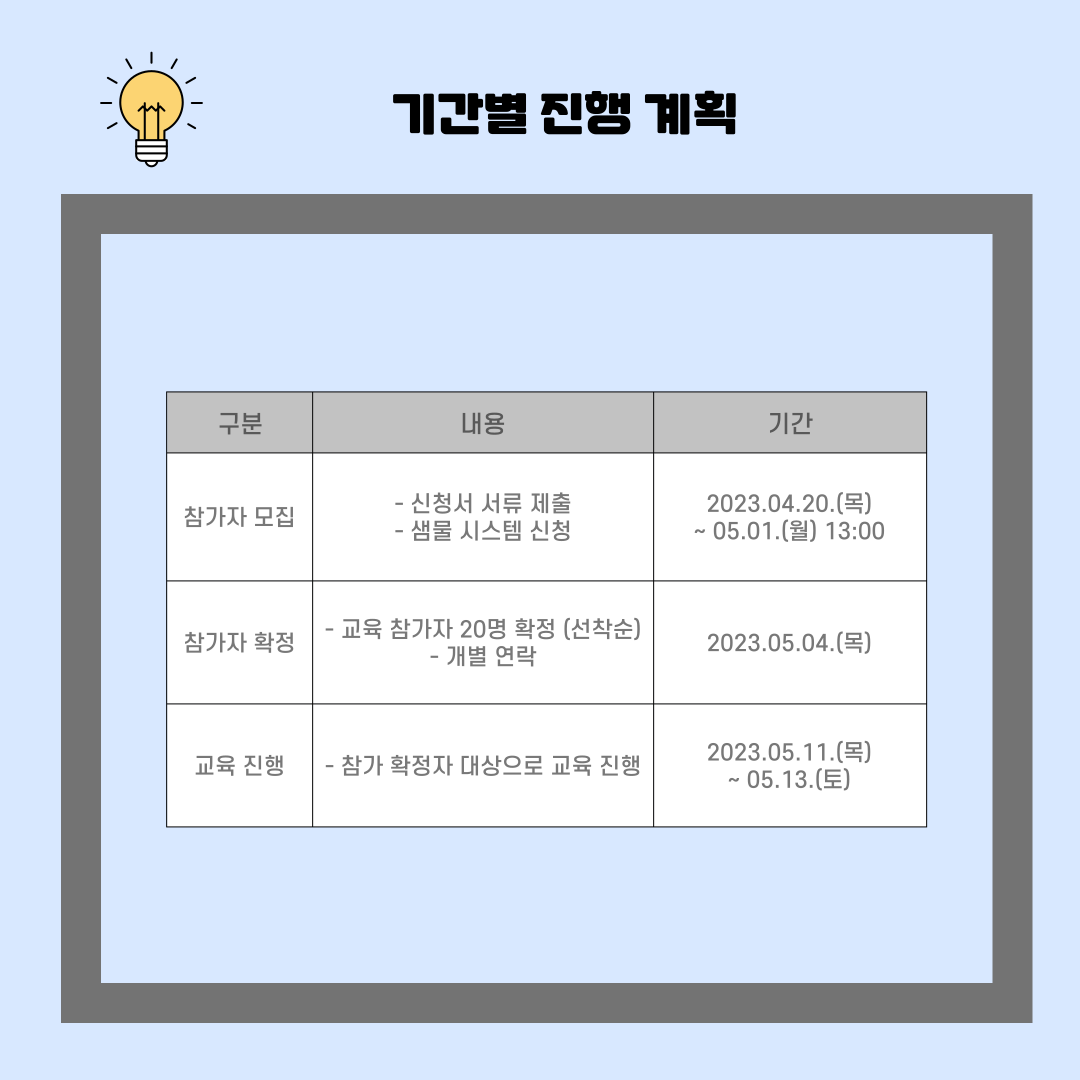 기간별 진행 계획
구분 내용 기간
참가자 모집
- 신청서 서류 제출
- 샘물 시스템 신청
2023.04.20.(목)
~ 05.01.(월) 13:00
참가자 확정
- 교육 참가자 20명 확정 (선착순)
- 개별 연락
2023.05.04.(목)
교육 진행
- 참가 확정자 대상으로 교육 진행
2023.05.11.(목)
~ 05.13.(토)